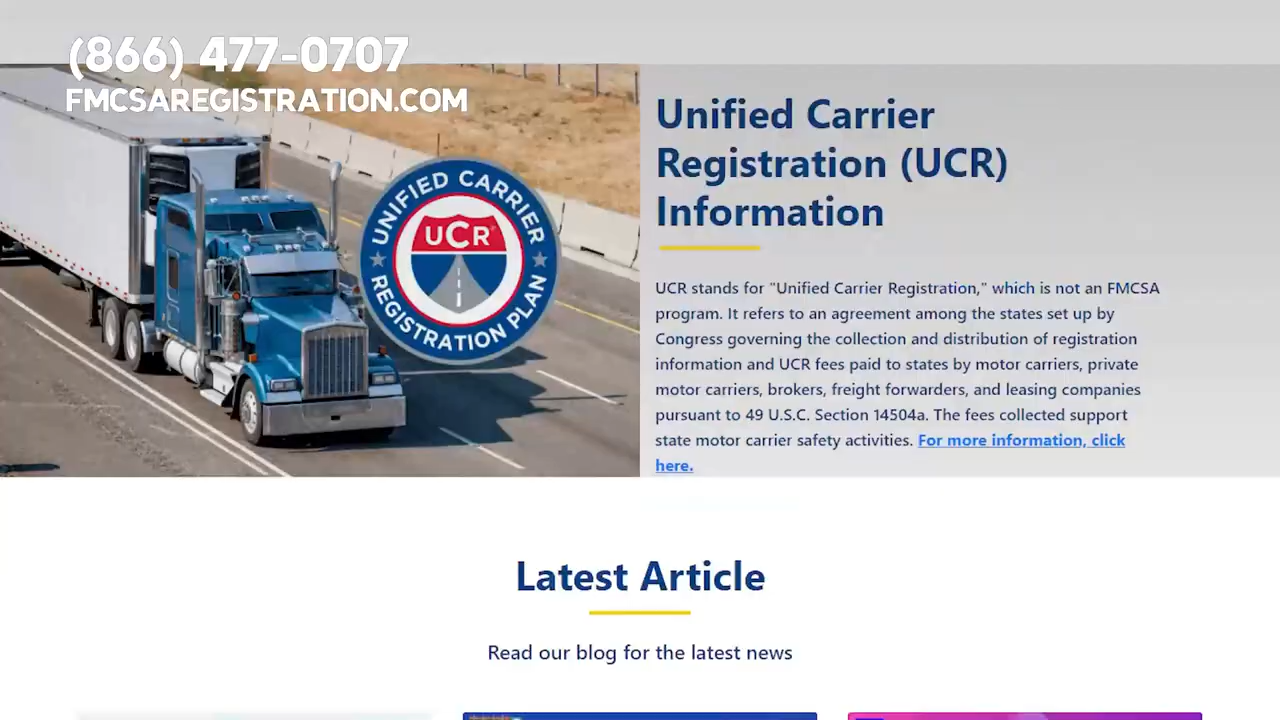 (866) 477-0707
FMCSAREGISTRATION.COM
UNIFIED CARRIER
UCR
REGISTRATION PLAN
Unified Carrier
Registration (UCR)
Information
UCR stands for "Unified Carrier Registration," which is not an FMCSA
program. It refers to an agreement among the states set up by
Congress governing the collection and distribution of registration
information and UCR fees paid to states by motor carriers, private
motor carriers, brokers, freight forwarders, and leasing companies
pursuant to 49 U.S.C. Section 14504a. The fees collected support
state motor carrier safety activities. For more information, click
here.
Latest Article
Read our blog for the latest news